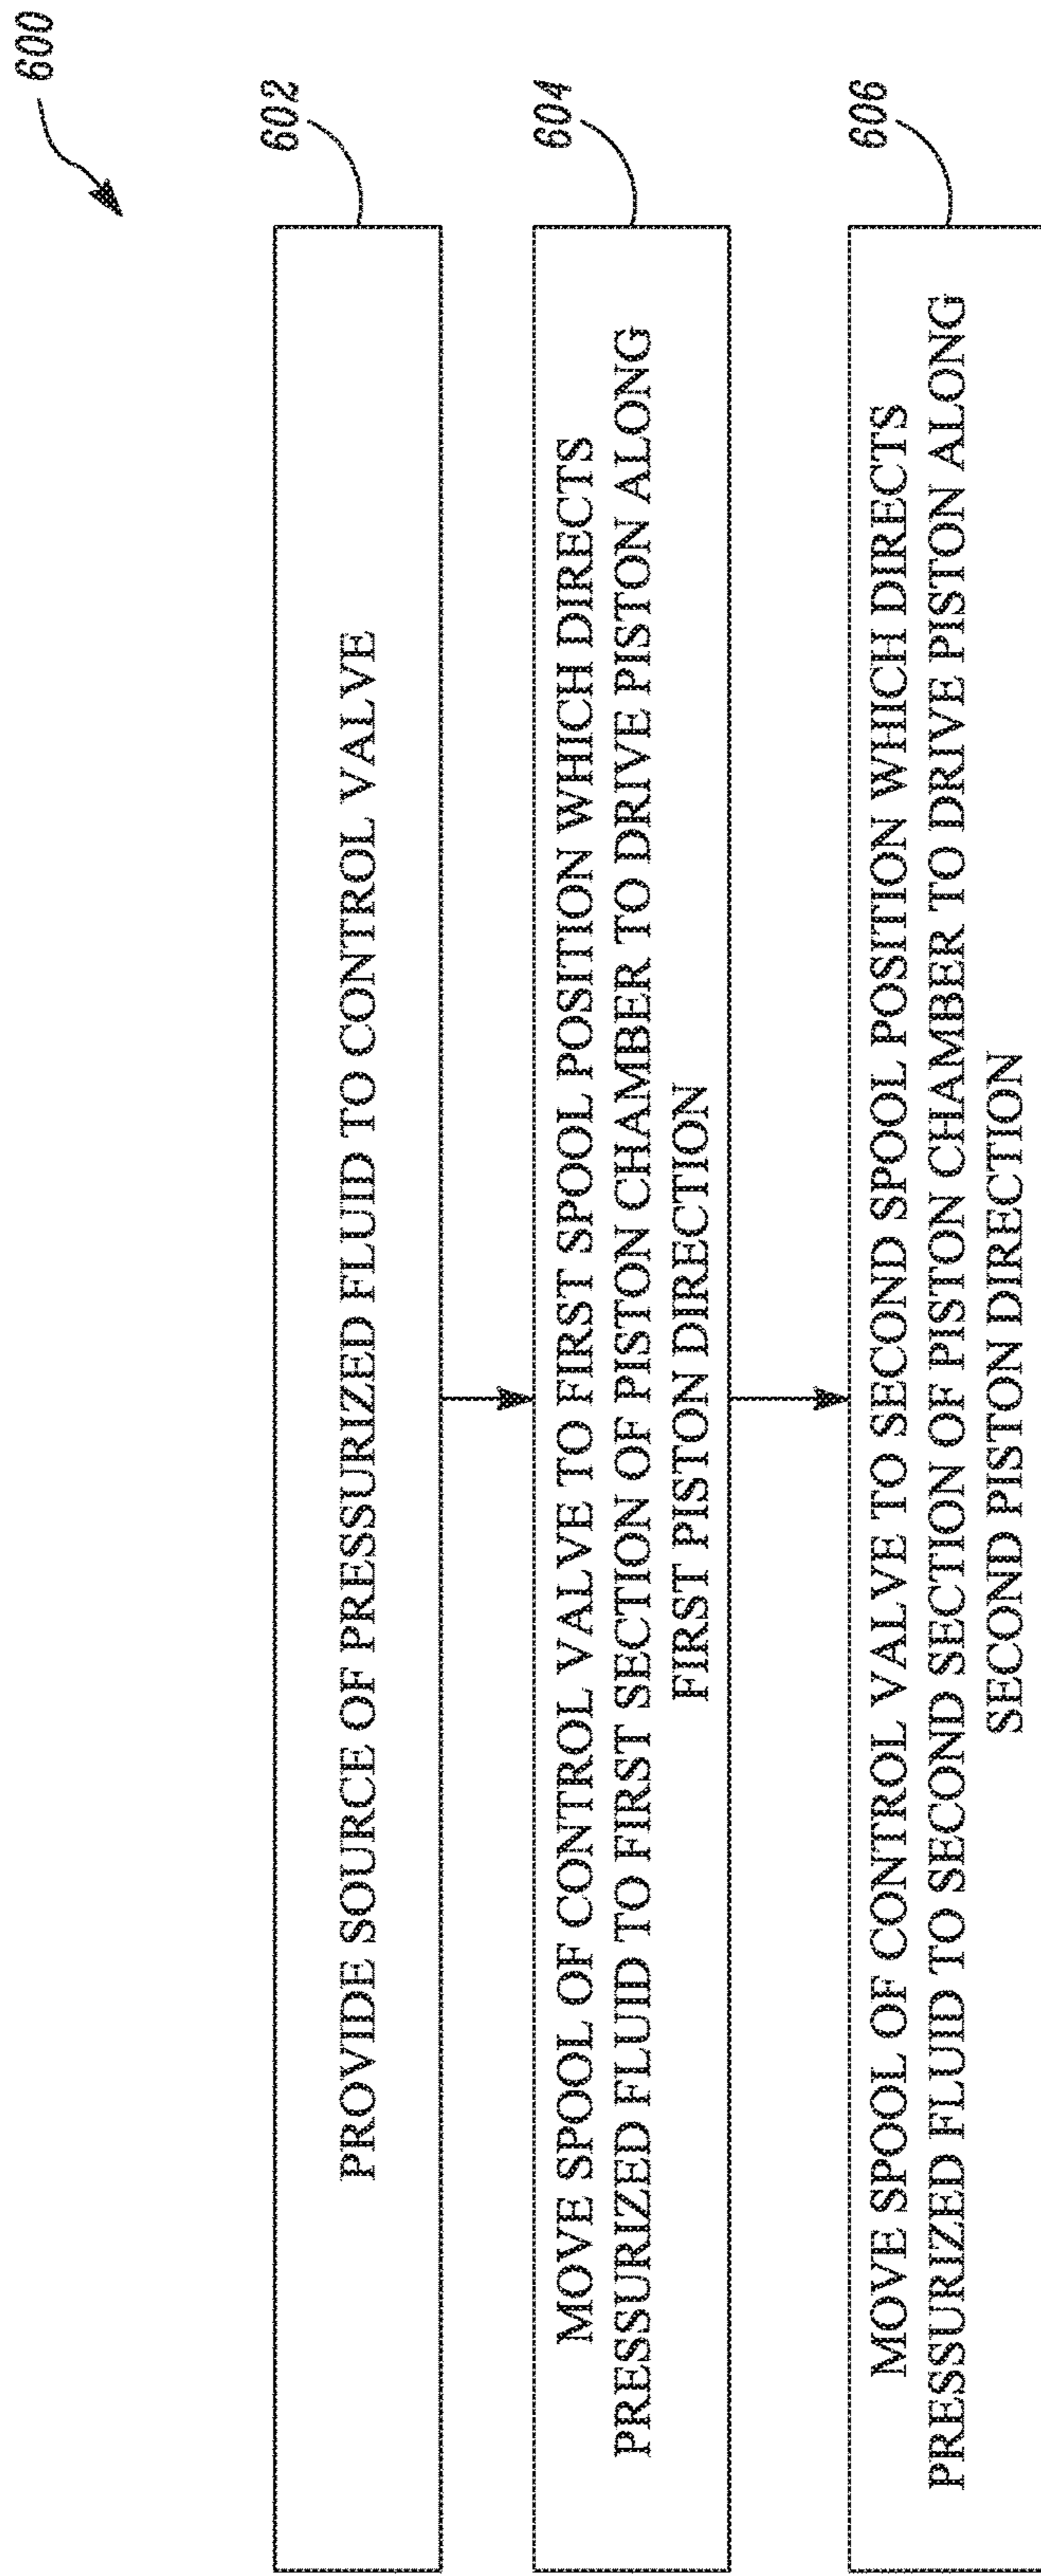 600
602
PROVIDE SOURCE OF PRESSURIZED FLUID TO CONTROL VALVE
604
MOVE SPOOL OF CONTROL VALVE TO FIRST SPOOL POSITION WHICH DIRECTS
PRESSURIZED FLUID TO FIRST SECTION OF PISTON CHAMBER TO DRIVE PISTON ALONG
FIRST PISTON DIRECTION
606
MOVE SPOOL OF CONTROL VALVE TO SECOND SPOOL POSITION WHICH DIRECTS
PRESSURIZED FLUID TO SECOND SECTION OF PISTON CHAMBER TO DRIVE PISTON ALONG
SECOND PISTON DIRECTION